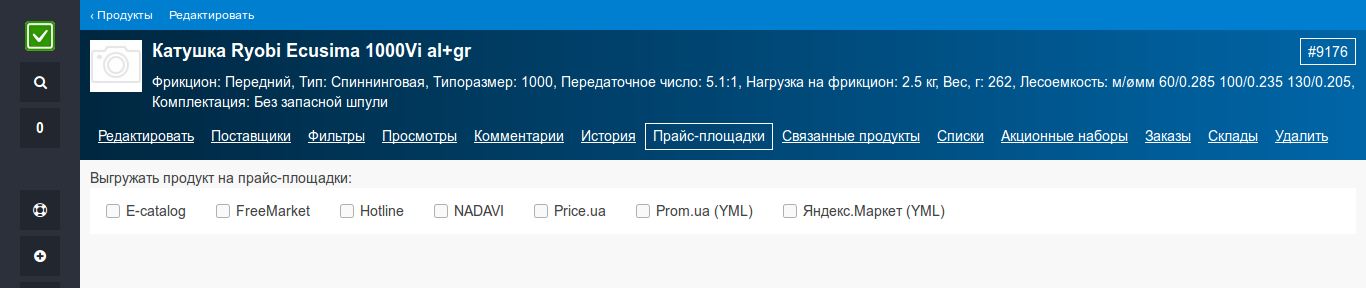 ‹ Продукты Редактировать
Катушка Ryobi Ecusima 1000Vi al+gr
#9176
Фрикцион: Передний, Тип: Спиннинговая, Типоразмер: 1000, Передаточное число: 5.1:1, Нагрузка на фрикцион: 2.5 кг, Вес, г: 262, Лесоемкость: м/ømm 60/0.285 100/0.235 130/0.205,
Комплектация: Без запасной шпули
0
Редактировать Поставщики Фильтры Просмотры Комментарии История Прайс-площадки Связанные продукты Списки Акционные наборы Заказы Склады Удалить
Выгружать продукт на прайс-площадки:
E-catalog FreeMarket Hotline NADAVI Price.ua Prom.ua (YML) Яндекс.Маркет (YML)